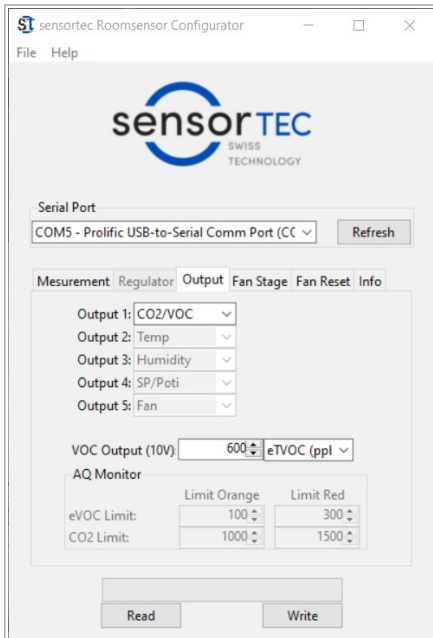 sensortec Roomsensor Configurator
File Help
sensorTEC
SWISS
TECHNOLOGY
Serial Port
COM5 - Prolific USB-to-Serial Comm Port (CC
Refresh
Mesurement Regulator Output Fan Stage Fan Reset Info
Output 1: CO2/VOC
Output 2: Temp
Output 3: Humidity
Output 4: SP/Poti
Output 5: Fan
VOC Output (10V): 600 eTVOC (ppl
AQ Monitor
Limit Orange Limit Red
eVOC Limit: 100 300
CO2 Limit: 1000 1500
Read Write